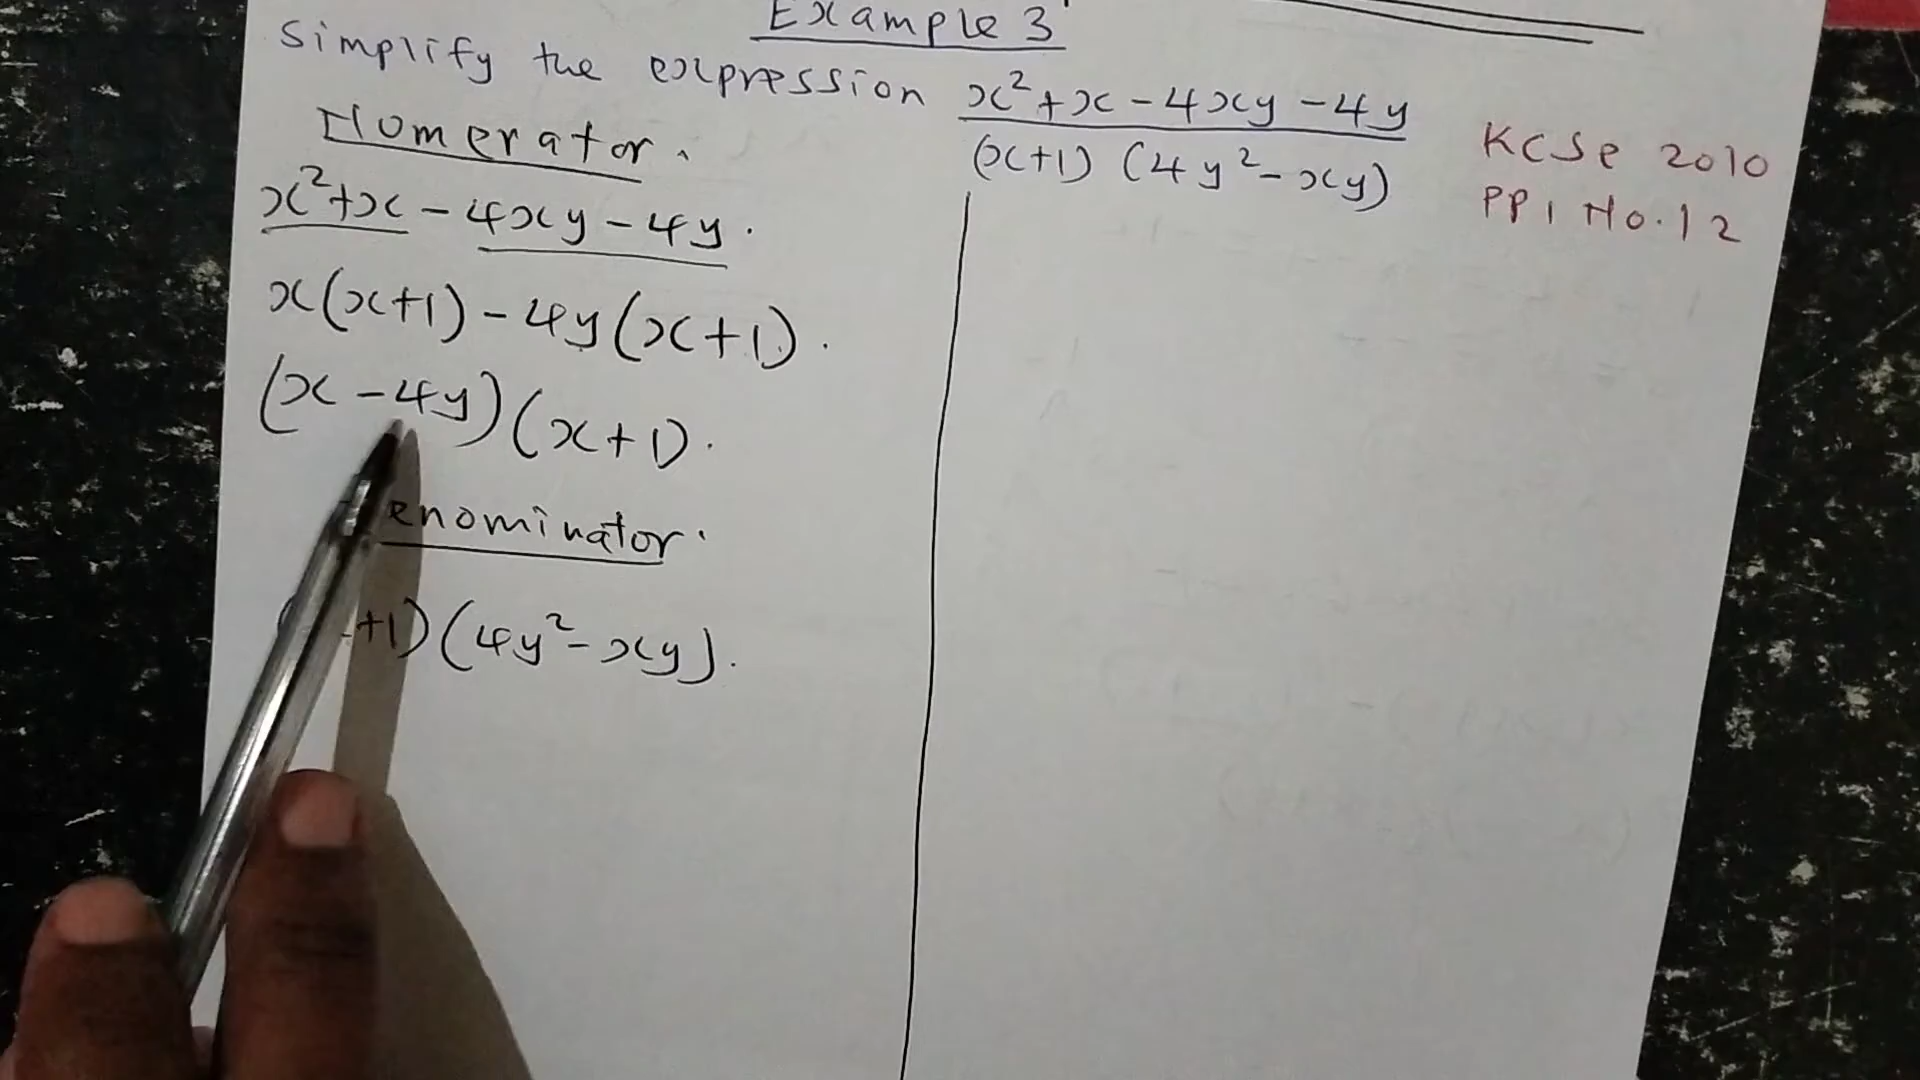 Example 3
Simplify the expression x²+x-4xy-4y
(x+1) (4y²-xy)
KCSe 2010
PP1 No.12
Numerator.
x²+x-4xy-4y.
x(x+1)-4y(x+1).
(x-4y)(x+1).
enominator.
+1)(4y²-xy).